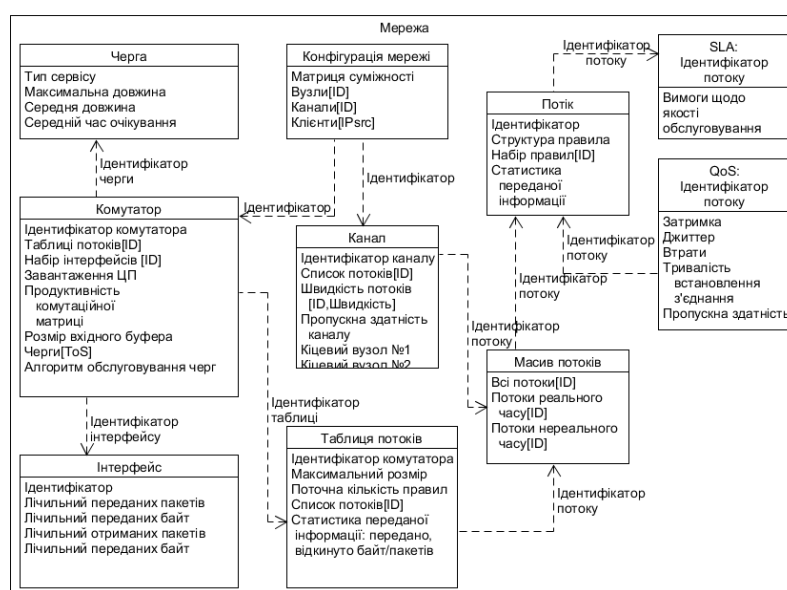 Мережа
Черга
Тип сервісу
Максимальна довжина
Середня довжина
Середній час очікування
Конфігурація мережі
Матриця суміжності
Вузли[ID]
Канали[ID]
Клієнти[IPsrc]
Ідентифікатор
потоку
SLA:
Ідентифікатор
потоку
Вимоги щодо
якості
обслуговування
Потік
Ідентифікатор
Структура правила
Набір правил[ID]
Статистика
переданої
інформації
QoS:
Ідентифікатор
потоку
Затримка
Джиттер
Втрати
Тривалість
встановлення
з'єднання
Пропускна здатність
Ідентифікатор
черги
Ідентифікатор
Ідентифікатор
Комутатор
Ідентифікатор комутатора
Таблиці потоків[ID]
Набір інтерфейсів [ID]
Завантаження ЦП
Продуктивність
комутаційної
матриці
Розмір вхідного буфера
Черги[ToS]
Алгоритм обслуговування черг
Канал
Ідентифікатор каналу
Список потоків[ID]
Швидкість потоків
[ID,Швидкість]
Пропускна здатність
каналу
Кіцевий вузол №1
Кіцевий вузол №2
Ідентифікатор
потоку
Ідентифікатор
потоку
Ідентифікатор
потоку
Масив потоків
Всі потоки[ID]
Потоки реального
часу[ID]
Потоки нереального
часу[ID]
Ідентифікатор
інтерфейсу
Ідентифікатор
таблиці
Інтерфейс
Ідентифікатор
Лічильний переданих пакетів
Лічильний переданих байт
Лічильний отриманих пакетів
Лічильний переданих байт
Таблиця потоків
Ідентифікатор комутатора
Максимальний розмір
Поточна кількість правил
Список потоків[ID]
Статистика переданої
інформації: передано,
відкинуто байт/пакетів
Ідентифікатор
потоку